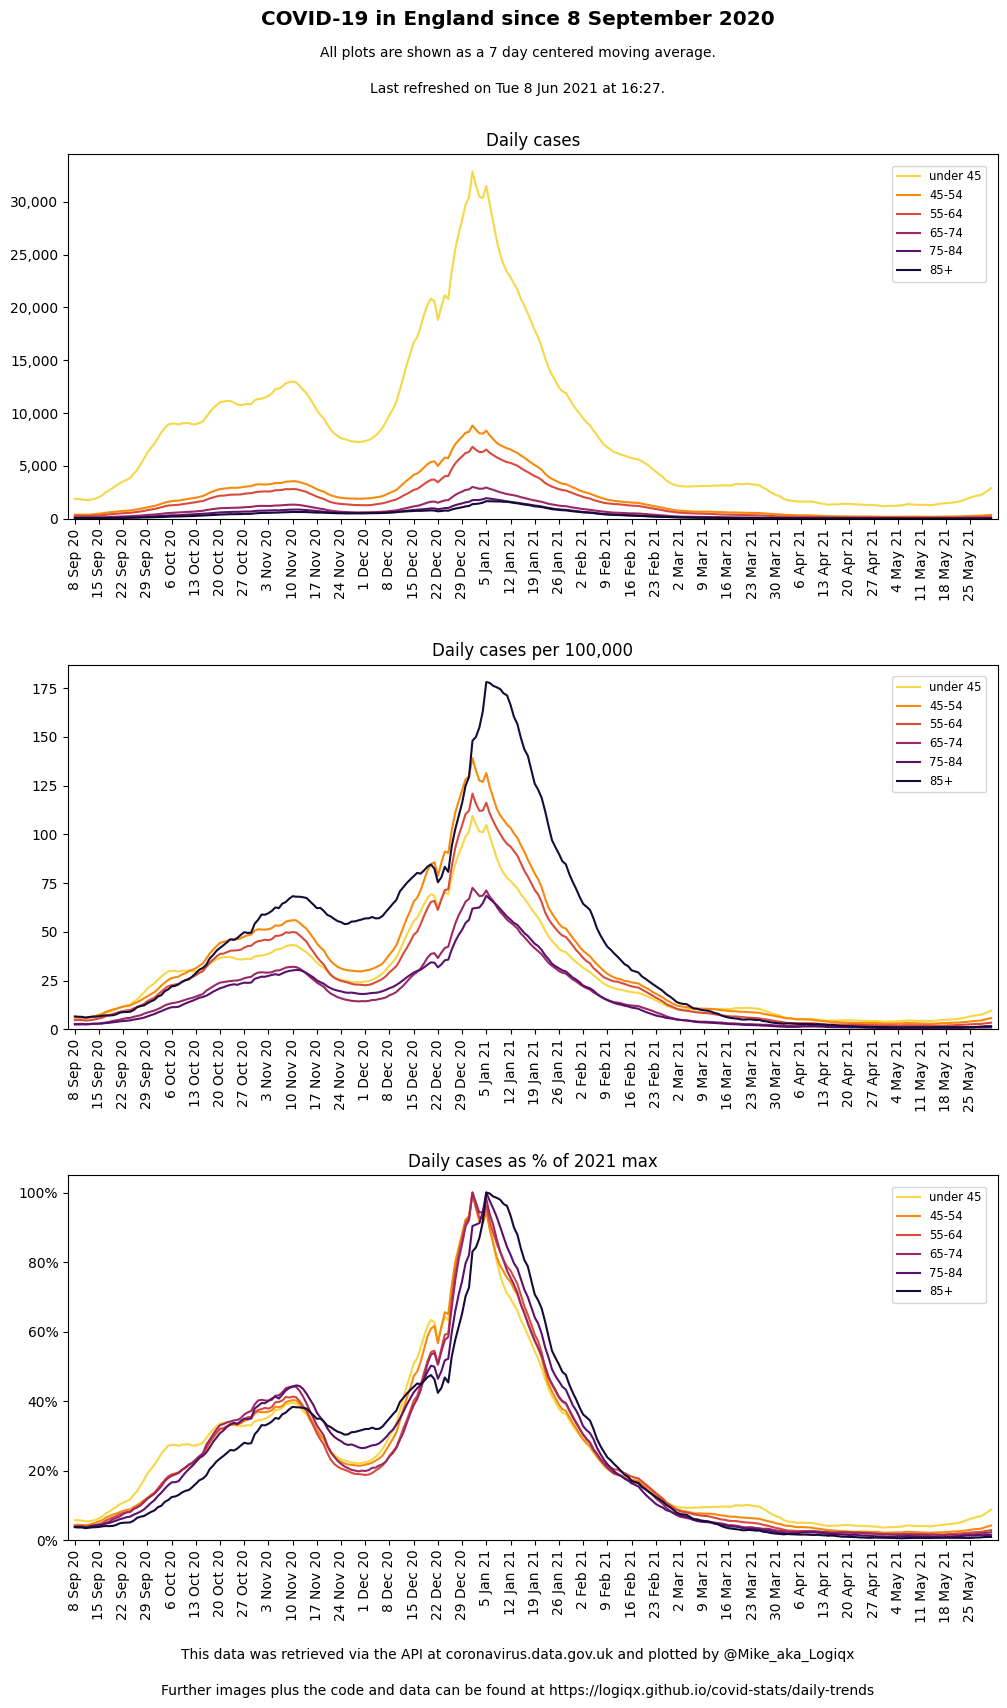 COVID-19 in England since 8 September 2020
All plots are shown as a 7 day centered moving average.
Last refreshed on Tue 8 Jun 2021 at 16:27.
Daily cases
30,000
25,000
20,000
15,000
10,000
5,000
0
under 45
45-54
55-64
65-74
75-84
85+
8 Sep 20
15 Sep 20
22 Sep 20
29 Sep 20
6 Oct 20
13 Oct 20
20 Oct 20
27 Oct 20
3 Nov 20
10 Nov 20
17 Nov 20
24 Nov 20
1 Dec 20
8 Dec 20
15 Dec 20
22 Dec 20
29 Dec 20
5 Jan 21
12 Jan 21
19 Jan 21
26 Jan 21
2 Feb 21
9 Feb 21
16 Feb 21
23 Feb 21
2 Mar 21
9 Mar 21
16 Mar 21
23 Mar 21
30 Mar 21
6 Apr 21
13 Apr 21
20 Apr 21
27 Apr 21
4 May 21
11 May 21
18 May 21
25 May 21
Daily cases per 100,000
175
150
125
100
75
50
25
0
under 45
45-54
55-64
65-74
75-84
85+
8 Sep 20
15 Sep 20
22 Sep 20
29 Sep 20
6 Oct 20
13 Oct 20
20 Oct 20
27 Oct 20
3 Nov 20
10 Nov 20
17 Nov 20
24 Nov 20
1 Dec 20
8 Dec 20
15 Dec 20
22 Dec 20
29 Dec 20
5 Jan 21
12 Jan 21
19 Jan 21
26 Jan 21
2 Feb 21
9 Feb 21
16 Feb 21
23 Feb 21
2 Mar 21
9 Mar 21
16 Mar 21
23 Mar 21
30 Mar 21
6 Apr 21
13 Apr 21
20 Apr 21
27 Apr 21
4 May 21
11 May 21
18 May 21
25 May 21
Daily cases as % of 2021 max
100%
80%
60%
40%
20%
0%
under 45
45-54
55-64
65-74
75-84
85+
8 Sep 20
15 Sep 20
22 Sep 20
29 Sep 20
6 Oct 20
13 Oct 20
20 Oct 20
27 Oct 20
3 Nov 20
10 Nov 20
17 Nov 20
24 Nov 20
1 Dec 20
8 Dec 20
15 Dec 20
22 Dec 20
29 Dec 20
5 Jan 21
12 Jan 21
19 Jan 21
26 Jan 21
2 Feb 21
9 Feb 21
16 Feb 21
23 Feb 21
2 Mar 21
9 Mar 21
16 Mar 21
23 Mar 21
30 Mar 21
6 Apr 21
13 Apr 21
20 Apr 21
27 Apr 21
4 May 21
11 May 21
18 May 21
25 May 21
This data was retrieved via the API at coronavirus.data.gov.uk and plotted by @Mike_aka_Logiqx
Further images plus the code and data can be found at https://logiqx.github.io/covid-stats/daily-trends